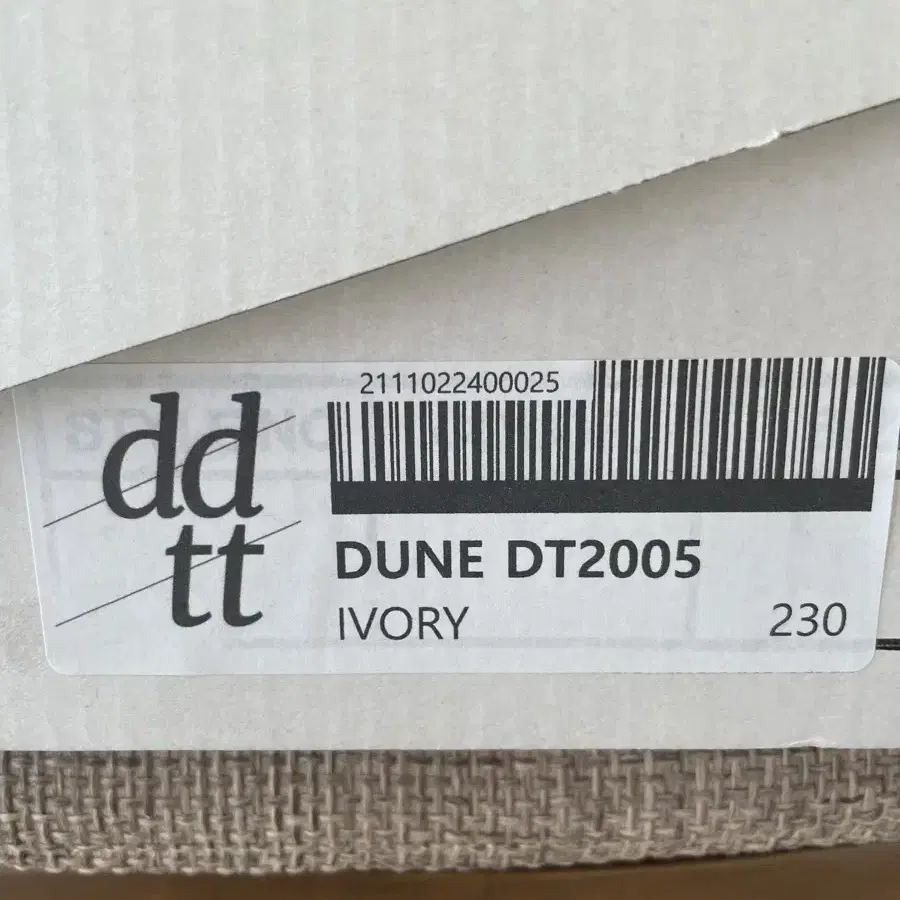 dd
tt
2111022400025
DUNE DT2005
IVORY
230